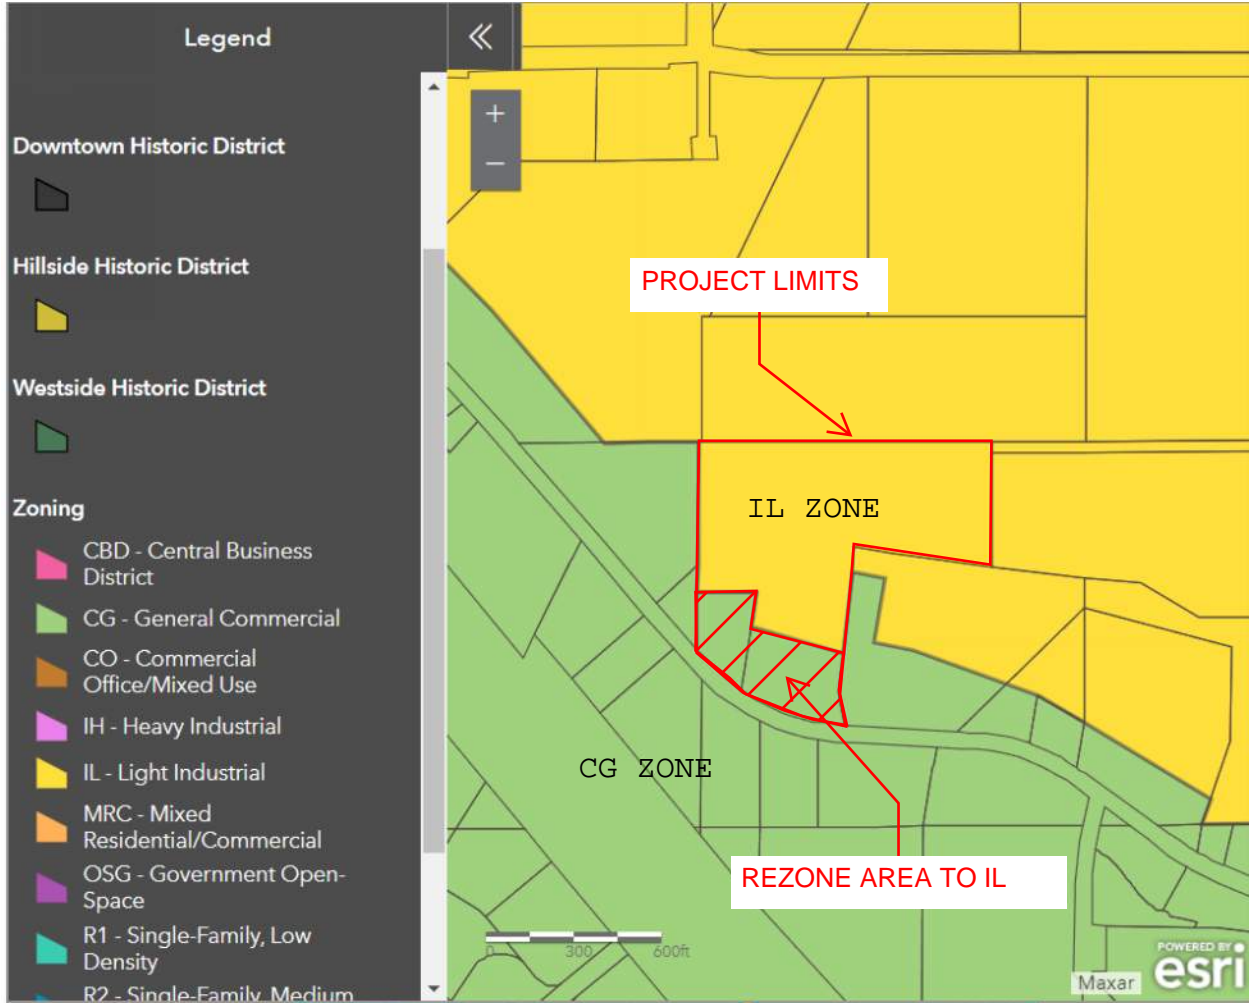 Legend
Downtown Historic District
Hillside Historic District
Westside Historic District
Zoning
CBD - Central Business
District
CG - General Commercial
CO - Commercial
Office/Mixed Use
IH - Heavy Industrial
IL - Light Industrial
MRC - Mixed
Residential/Commercial
OSG - Government Open-
Space
R1 - Single-Family, Low
Density
R2 - Single-Family, Medium
+
−
PROJECT LIMITS
IL ZONE
CG ZONE
REZONE AREA TO IL
0 300 600ft
Maxar
POWERED BY
esri